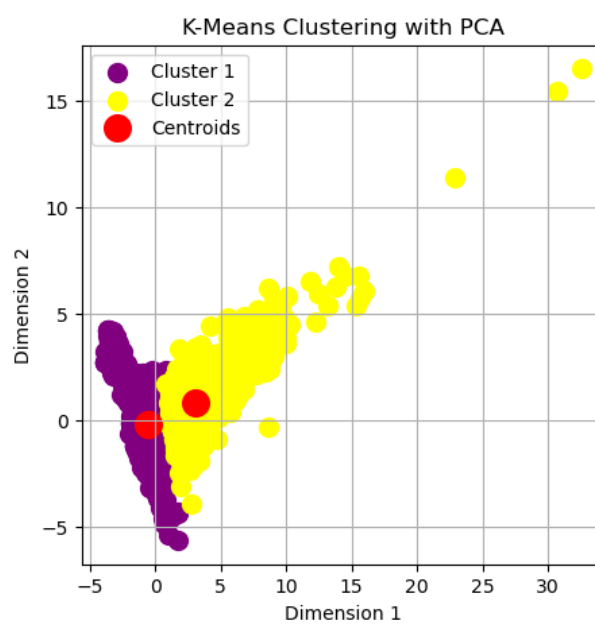 K-Means Clustering with PCA
Cluster 1
Cluster 2
Centroids
Dimension 2
15
10
5
0
−5
−5 0 5 10 15 20 25 30
Dimension 1